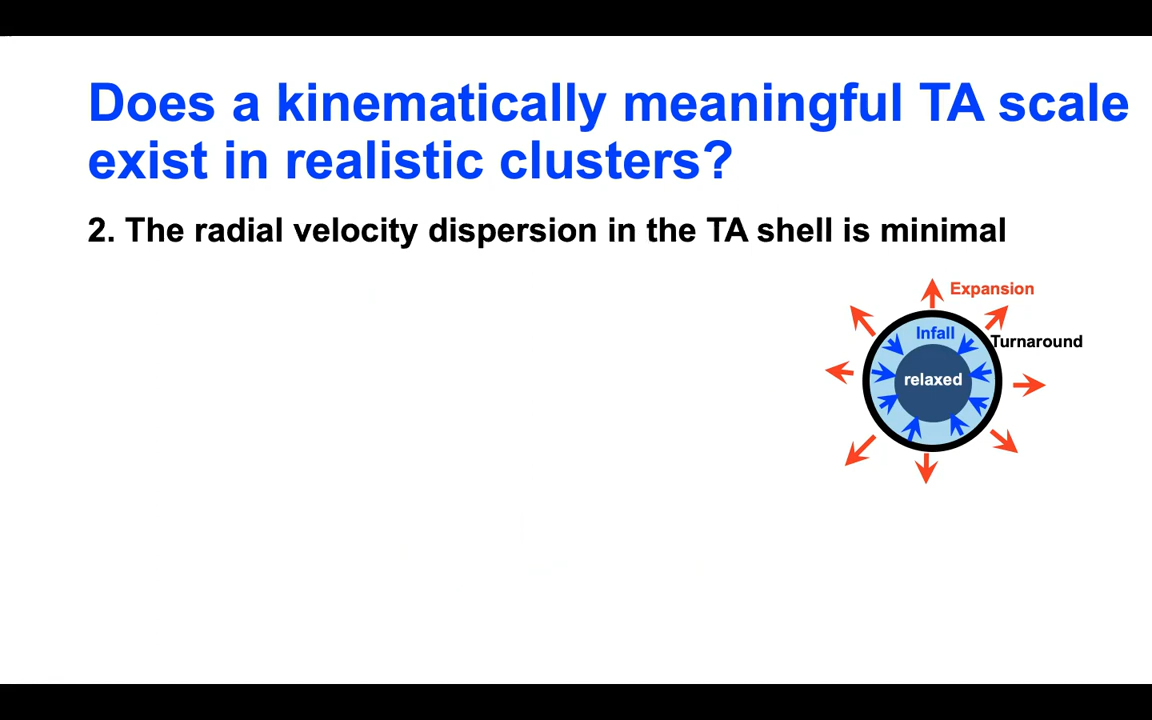 Does a kinematically meaningful TA scale
exist in realistic clusters?
2. The radial velocity dispersion in the TA shell is minimal
Expansion
Infall
Turnaround
relaxed